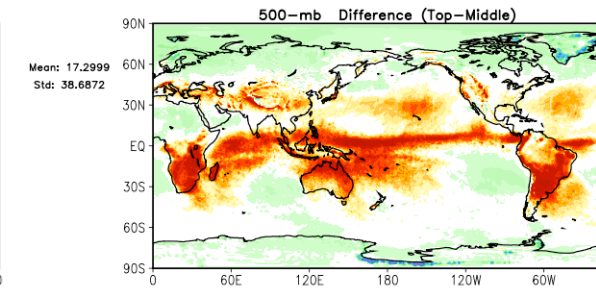 500-mb Difference (Top-Middle)
Mean: 17.2999
Std: 38.6872
90N
60N
30N
EQ
30S
60S
90S
0 60E 120E 180 120W 60W